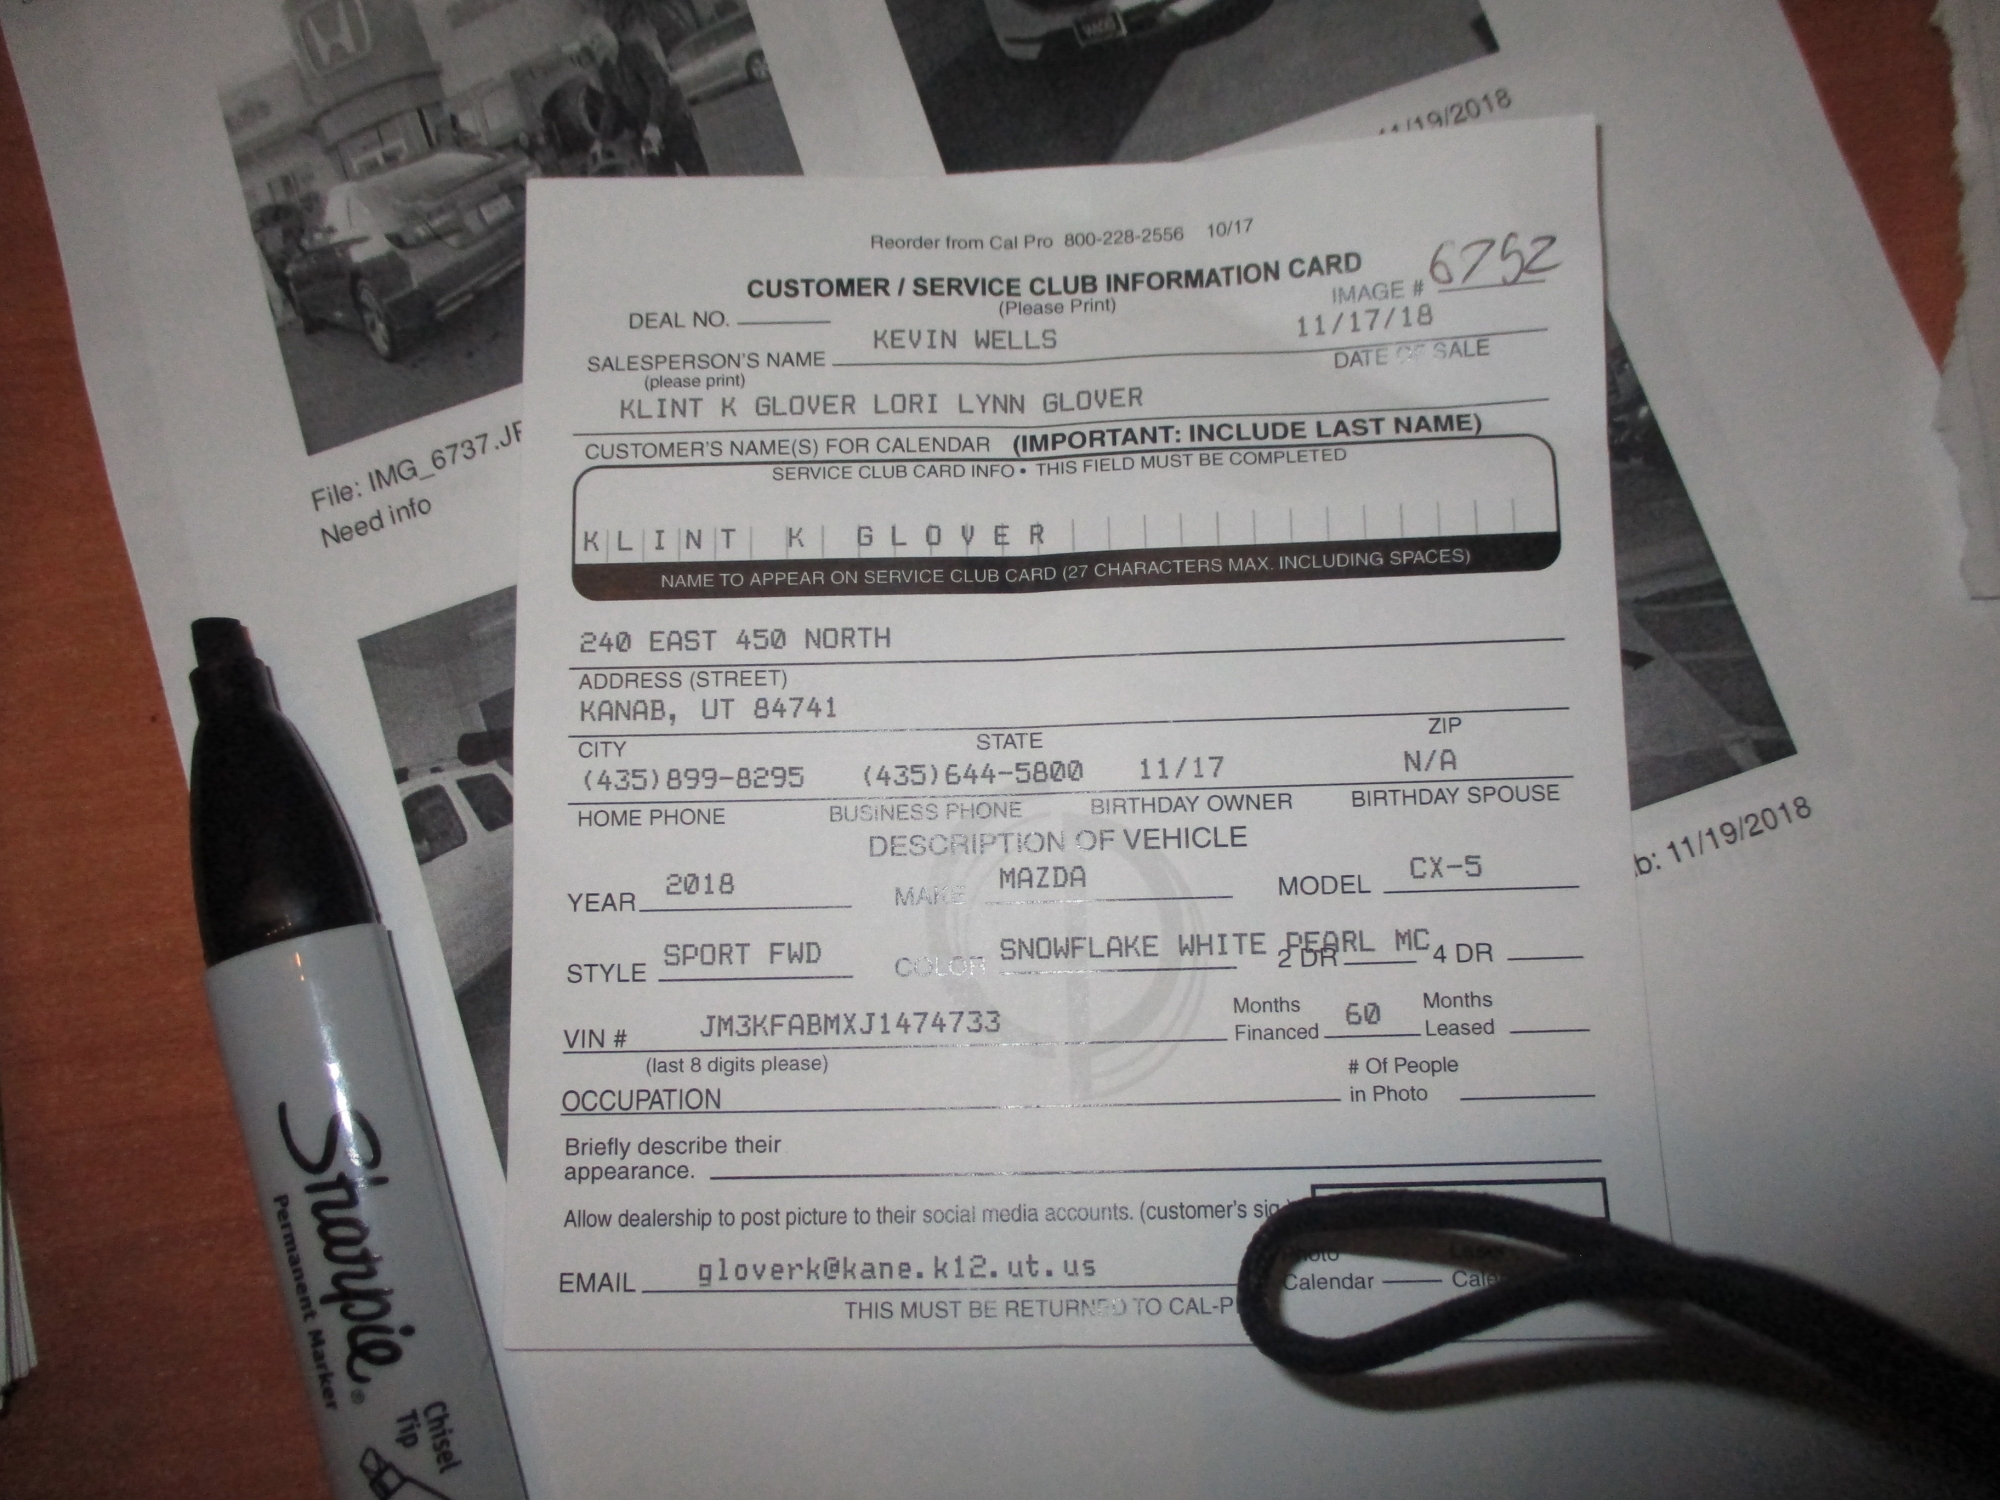 11/19/2018
File: IMG_6737.JP
Need info
b: 11/19/2018
Reorder from Cal Pro 800-228-2556 10/17
CUSTOMER / SERVICE CLUB INFORMATION CARD
(Please Print)
IMAGE # 6752
DEAL NO.
KEVIN WELLS 11/17/18
SALESPERSON'S NAME DATE OF SALE
(please print)
KLINT K GLOVER LORI LYNN GLOVER
CUSTOMER'S NAME(S) FOR CALENDAR (IMPORTANT: INCLUDE LAST NAME)
SERVICE CLUB CARD INFO • THIS FIELD MUST BE COMPLETED
KLINT K GLOVER
NAME TO APPEAR ON SERVICE CLUB CARD (27 CHARACTERS MAX. INCLUDING SPACES)
240 EAST 450 NORTH
ADDRESS (STREET)
KANAB, UT 84741
CITY STATE ZIP
(435)899-8295 (435)644-5800 11/17 N/A
HOME PHONE BUSINESS PHONE BIRTHDAY OWNER BIRTHDAY SPOUSE
DESCRIPTION OF VEHICLE
YEAR 2018 MAKE MAZDA MODEL CX-5
STYLE SPORT FWD COLOR SNOWFLAKE WHITE PEARL MC 2 DR 4 DR
VIN # JM3KFABMXJ1474733 Months Financed 60 Months Leased
(last 8 digits please)
OCCUPATION # Of People in Photo
Briefly describe their
appearance.
Allow dealership to post picture to their social media accounts. (customer's sig
EMAIL gloverk@kane.k12.ut.us Photo Calendar Laser Cale
THIS MUST BE RETURNED TO CAL-P
Sharpie®
Permanent Marker
Chisel
Tip